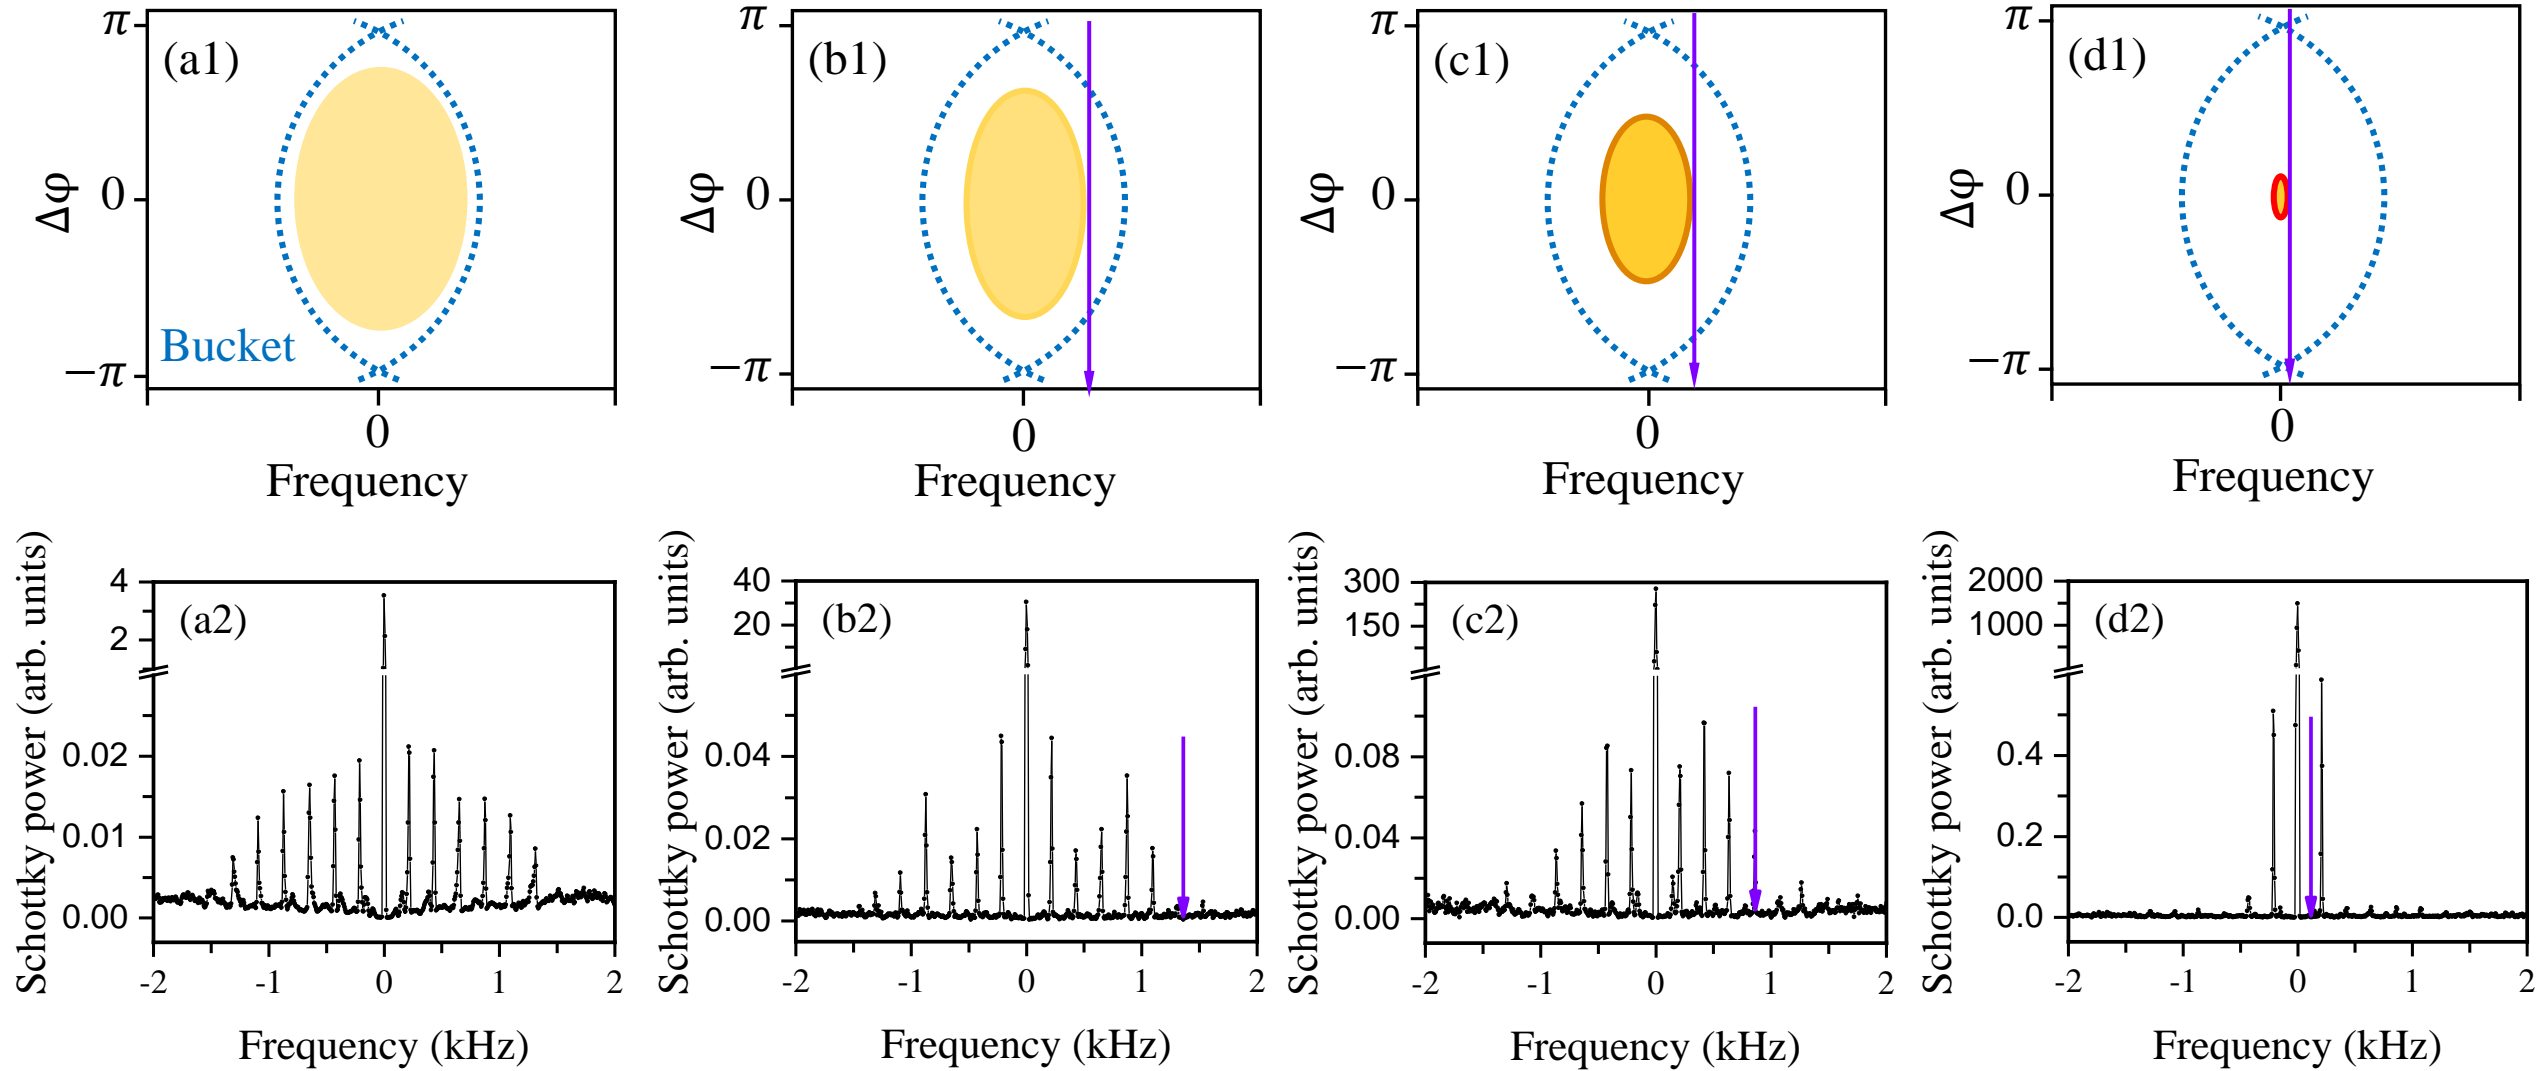 π
(a1)
Δφ
0
Bucket
−π
0
Frequency
π
(b1)
Δφ
0
−π
0
Frequency
π
(c1)
Δφ
0
−π
0
Frequency
π
(d1)
Δφ
0
−π
0
Frequency
Schottky power (arb. units)
4
2
0.02
0.01
0.00
(a2)
-2 -1 0 1 2
Frequency (kHz)
Schottky power (arb. units)
40
20
0.04
0.02
0.00
(b2)
-2 -1 0 1 2
Frequency (kHz)
Schottky power (arb. units)
300
150
0.08
0.04
0.00
(c2)
-2 -1 0 1 2
Frequency (kHz)
Schottky power (arb. units)
2000
1000
0.4
0.2
0.0
(d2)
-2 -1 0 1 2
Frequency (kHz)